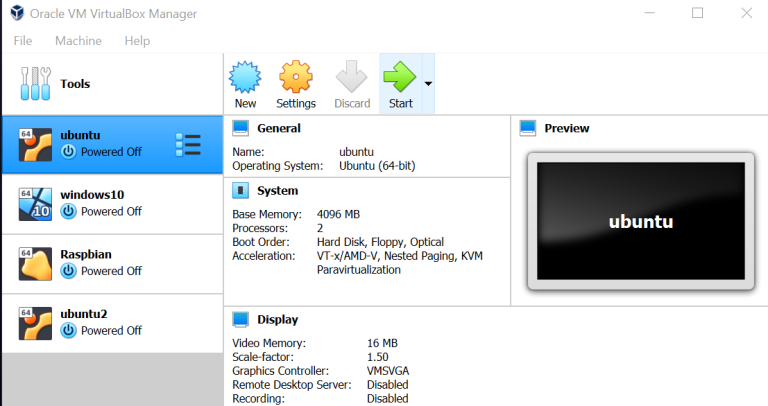 Oracle VM VirtualBox Manager
File Machine Help
Tools
New Settings Discard Start
64
ubuntu
Powered Off
64
10
windows10
Powered Off
64
Raspbian
Powered Off
64
ubuntu2
Powered Off
General
Name: ubuntu
Operating System: Ubuntu (64-bit)
System
Base Memory: 4096 MB
Processors: 2
Boot Order: Hard Disk, Floppy, Optical
Acceleration: VT-x/AMD-V, Nested Paging, KVM
Paravirtualization
Preview
ubuntu
Display
Video Memory: 16 MB
Scale-factor: 1.50
Graphics Controller: VMSVGA
Remote Desktop Server: Disabled
Recording: Disabled